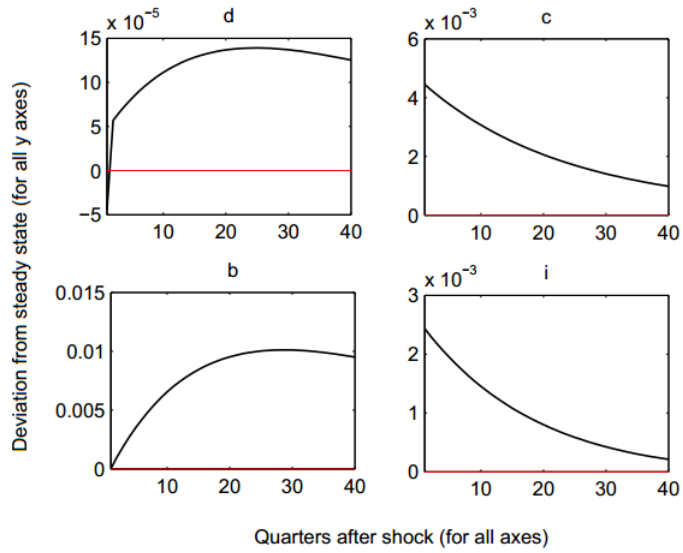 d
× 10⁻⁵
15
10
5
0
−5
10 20 30 40
c
× 10⁻³
6
4
2
0
10 20 30 40
b
0.015
0.01
0.005
0
10 20 30 40
i
× 10⁻³
3
2
1
0
10 20 30 40
Deviation from steady state (for all y axes)
Quarters after shock (for all axes)